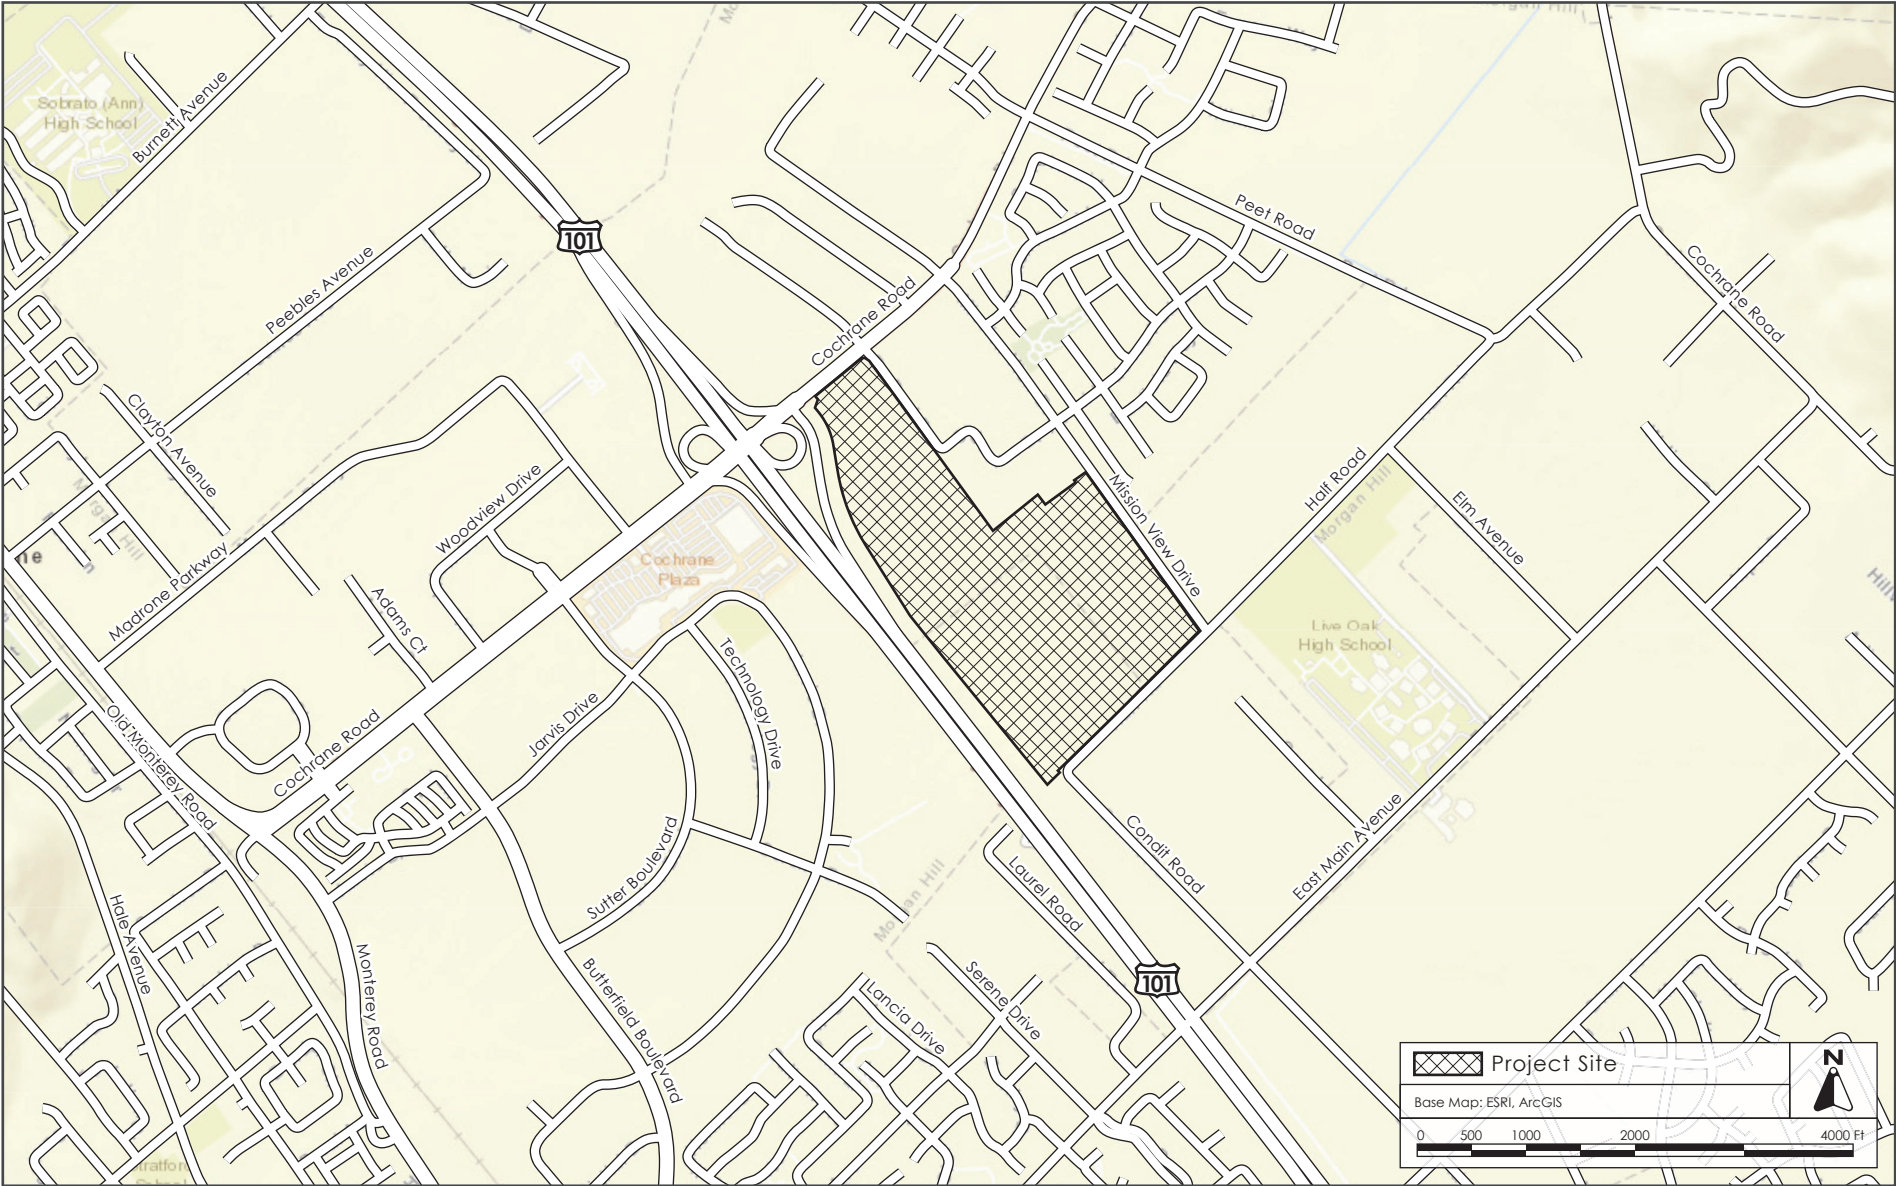 Sobrato (Ann)
High School
Burnett Avenue
101
Peebles Avenue
Peet Road
Cochrane Road
Cochrane Road
Clayton Avenue
Woodview Drive
Madrone Parkway
Adams Ct
Cochrane
Plaza
Mission View Drive
Half Road
Morgan Hill
Elm Avenue
Live Oak
High School
Technology Drive
Jarvis Drive
Old Monterey Road
Cochrane Road
Sutter Boulevard
Condit Road
East Main Avenue
Laurel Road
Morgan Hill
Hale Avenue
Monterey Road
Butterfield Boulevard
Lancia Drive
Serene Drive
101
Project Site
N
Base Map: ESRI, ArcGIS
0 500 1000 2000 4000 Ft